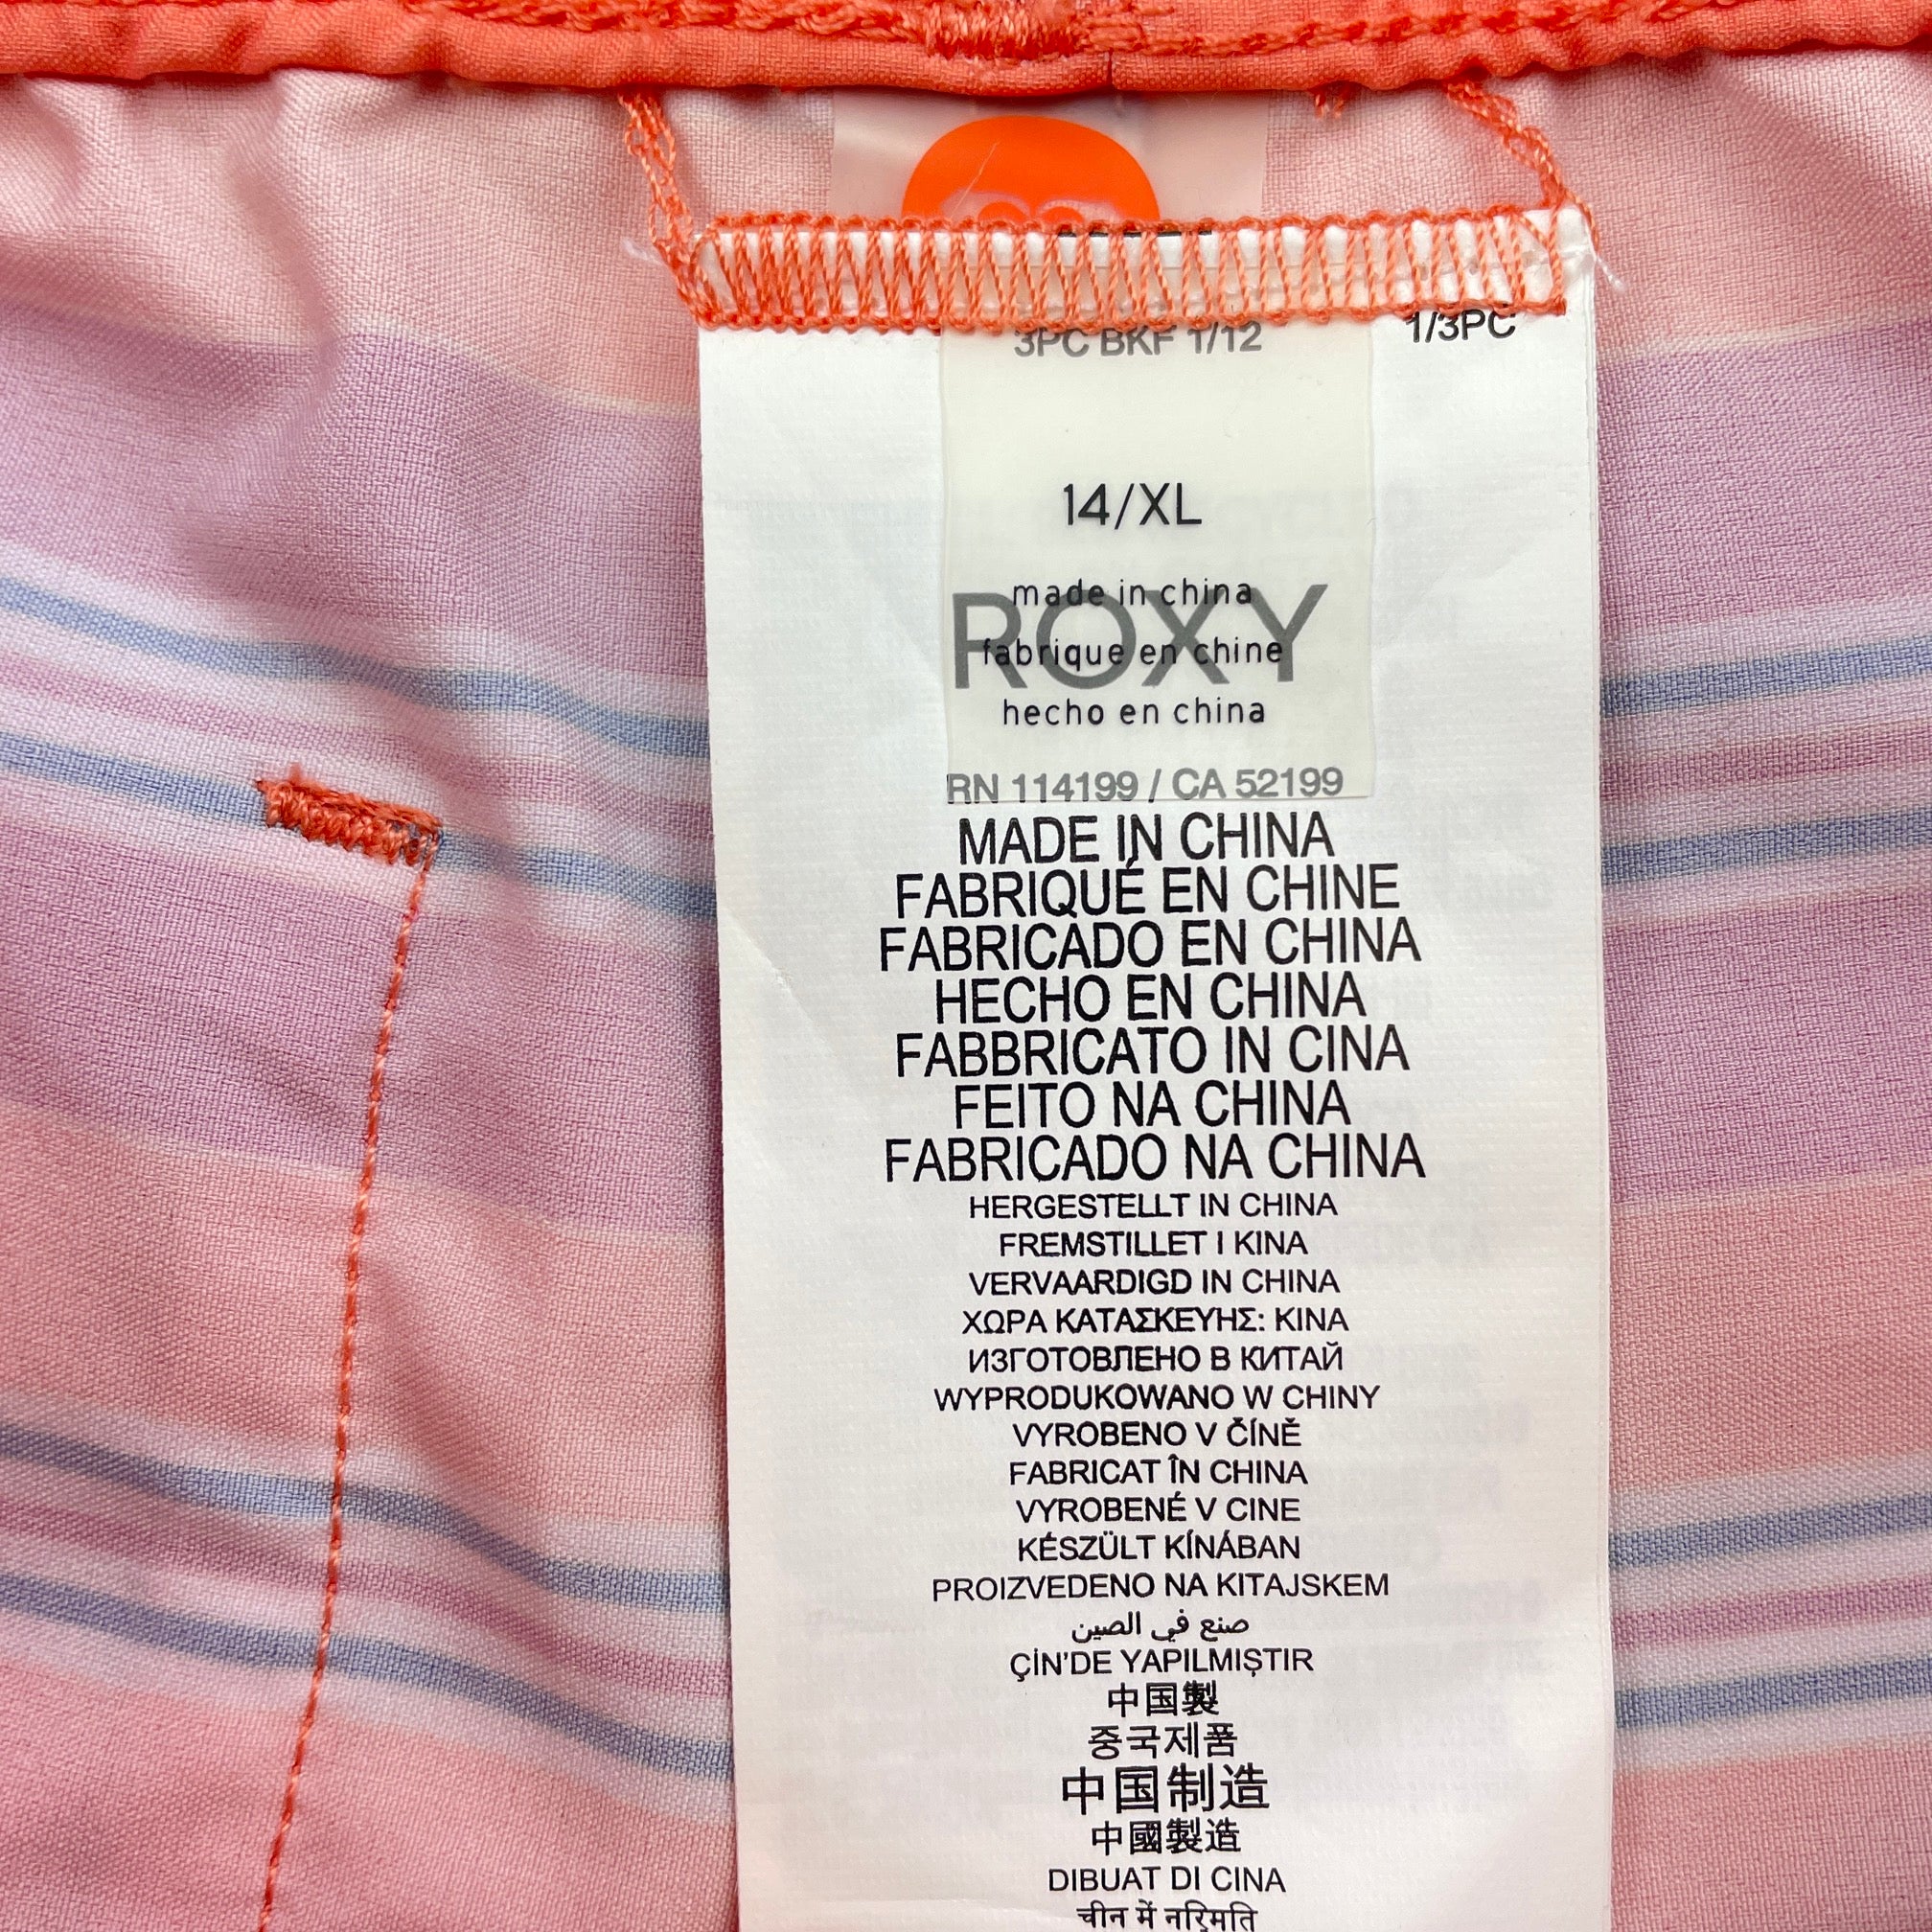 3PC BKF 1/12
1/3PC
14/XL
made in china
ROXY
fabrique en chine
hecho en china
RN 114199 / CA 52199
MADE IN CHINA
FABRIQUÉ EN CHINE
FABRICADO EN CHINA
HECHO EN CHINA
FABBRICATO IN CINA
FEITO NA CHINA
FABRICADO NA CHINA
HERGESTELLT IN CHINA
FREMSTILLET I KINA
VERVAARDIGD IN CHINA
ΧΩΡΑ ΚΑΤΑΣΚΕΥΗΣ: ΚΙΝΑ
ИЗГОТОВЛЕНО В КИТАЙ
WYPRODUKOWANO W CHINY
VYROBENO V ČÍNĚ
FABRICAT ÎN CHINA
VYROBENÉ V CINE
KÉSZÜLT KÍNÁBAN
PROIZVEDENO NA KITAJSKEM
صنع في الصين
ÇİN'DE YAPILMIŞTIR
中国製
중국제품
中国制造
中國製造
DIBUAT DI CINA
चीन में नरि्मति